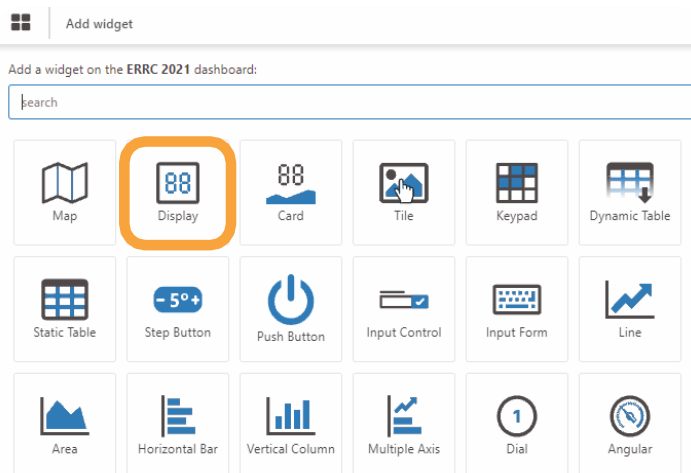 Add widget
Add a widget on the ERRC 2021 dashboard:
search
88 88
Map Display Card Tile Keypad Dynamic Table
- 5º+
Static Table Step Button Push Button Input Control Input Form Line
1
Area Horizontal Bar Vertical Column Multiple Axis Dial Angular